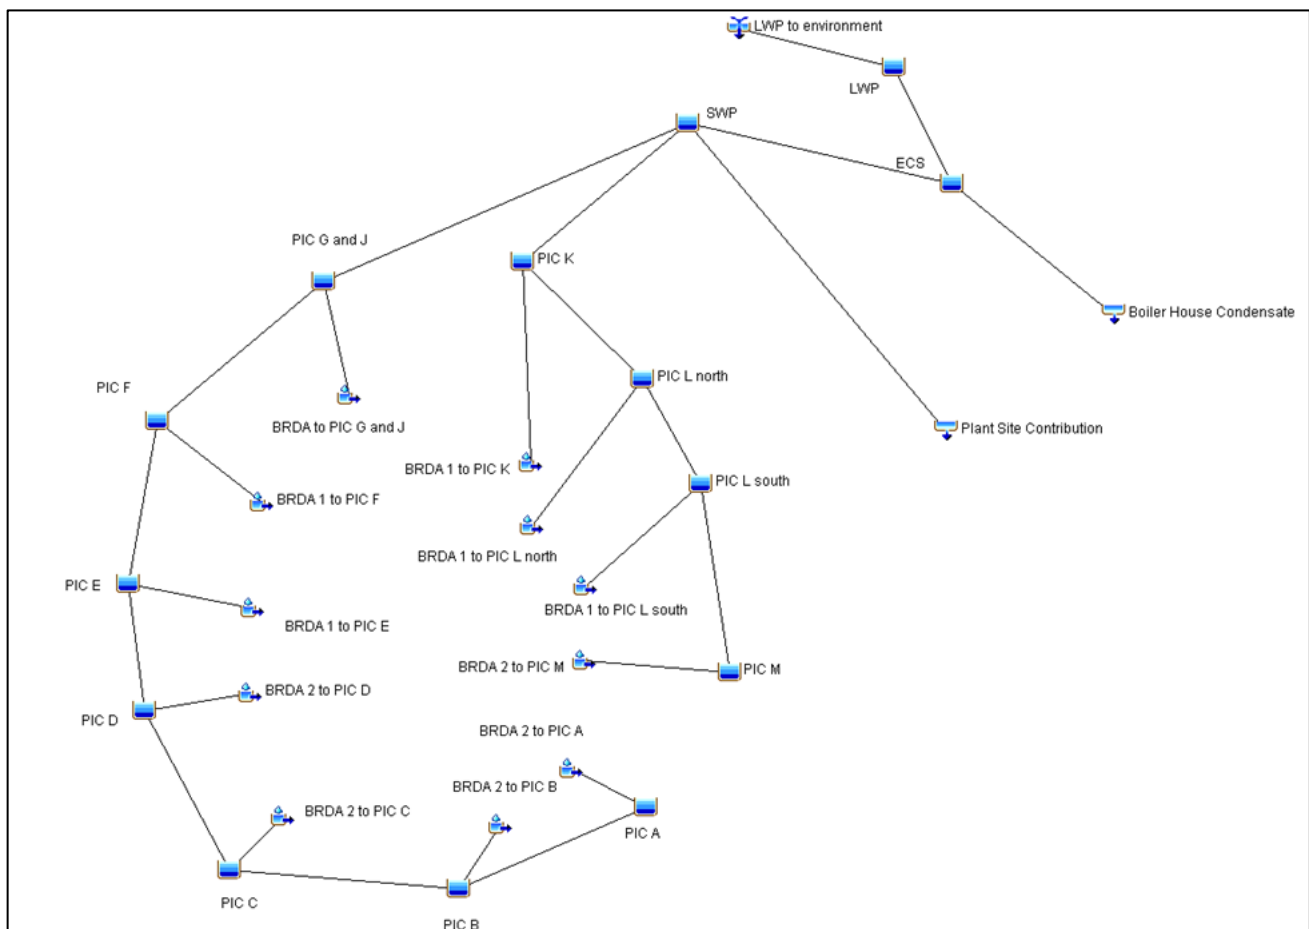 LWP to environment
LWP
SWP
ECS
PIC G and J
PIC K
Boiler House Condensate
PIC F
PIC L north
BRDA to PIC G and J
Plant Site Contribution
BRDA 1 to PIC K
PIC L south
BRDA 1 to PIC F
BRDA 1 to PIC L north
PIC E
BRDA 1 to PIC L south
BRDA 1 to PIC E
BRDA 2 to PIC M
PIC M
BRDA 2 to PIC D
PIC D
BRDA 2 to PIC A
BRDA 2 to PIC B
BRDA 2 to PIC C
PIC A
PIC C
PIC B